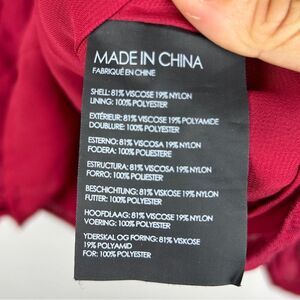 MADE IN CHINA
FABRIQUÉ EN CHINE
SHELL: 81% VISCOSE 19% NYLON
LINING: 100% POLYESTER
EXTÉRIEUR: 81% VISCOSE 19% POLYAMIDE
DOUBLURE: 100% POLYESTER
ESTERNO: 81% VISCOSA 19% NYLON
FODERA: 100% POLIESTERE
ESTRUCTURA: 81% VISCOSA 19% NYLON
FORRO: 100% POLYESTER
BESCHICHTUNG: 81% VISKOSE 19% NYLON
FUTTER: 100% POLYESTER
HOOFDLAAG: 81% VISCOSE 19% NYLON
VOERING: 100% POLYESTER
YDERSKAL OG FORING: 81% VISKOSE
19% POLYAMID
FOR: 100% POLYESTER